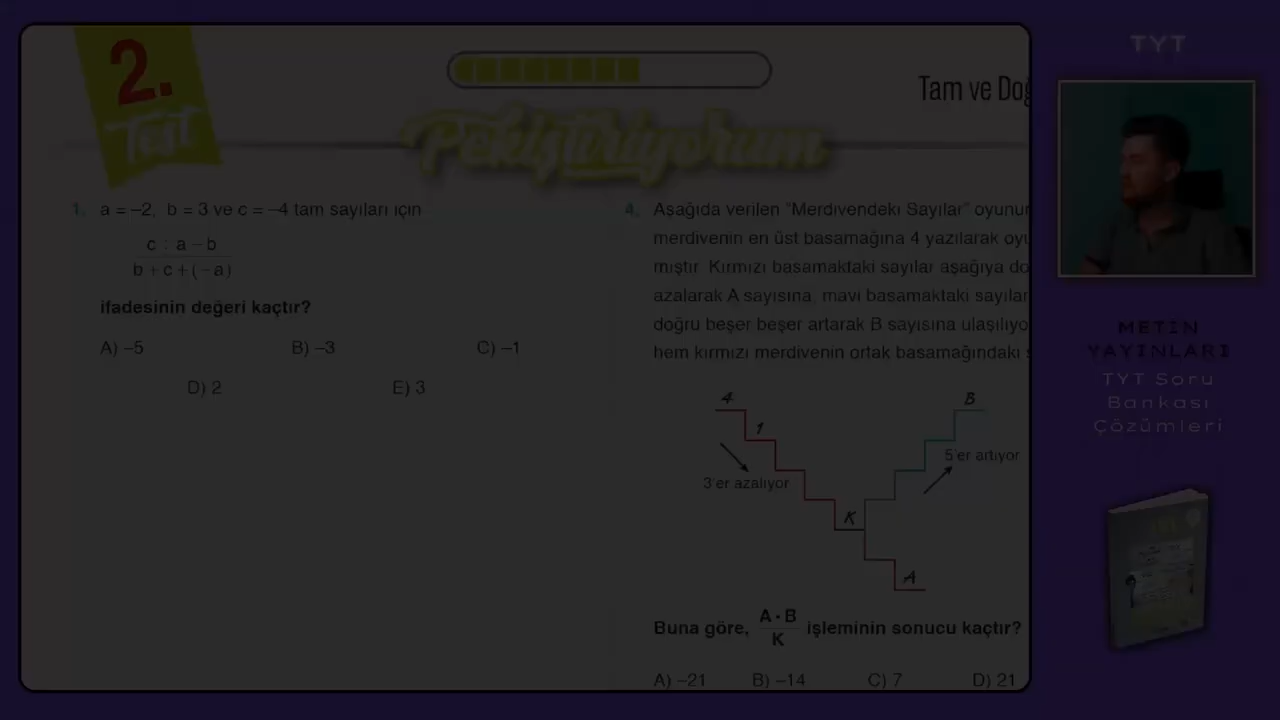 2.
Test
Tam ve Doğ
Pekiştiriyorum
1. a = –2, b = 3 ve c = –4 tam sayıları için
c : a – b
b + c + (–a)
ifadesinin değeri kaçtır?
A) –5 B) –3 C) –1
D) 2 E) 3
4. Aşağıda verilen “Merdivendeki Sayılar” oyunun
merdivenin en üst basamağına 4 yazılarak oyu
mıştır. Kırmızı basamaktaki sayılar aşağıya do
azalarak A sayısına, mavi basamaktaki sayılar
doğru beşer beşer artarak B sayısına ulaşılıyo
hem kırmızı merdivenin ortak basamağındaki s
4
1
3'er azalıyor
K
A
B
5'er artıyor
Buna göre, A · B
K
işleminin sonucu kaçtır?
A) –21 B) –14 C) 7 D) 21
TYT
METİN
YAYINLARI
TYT Soru
Bankası
Çözümleri